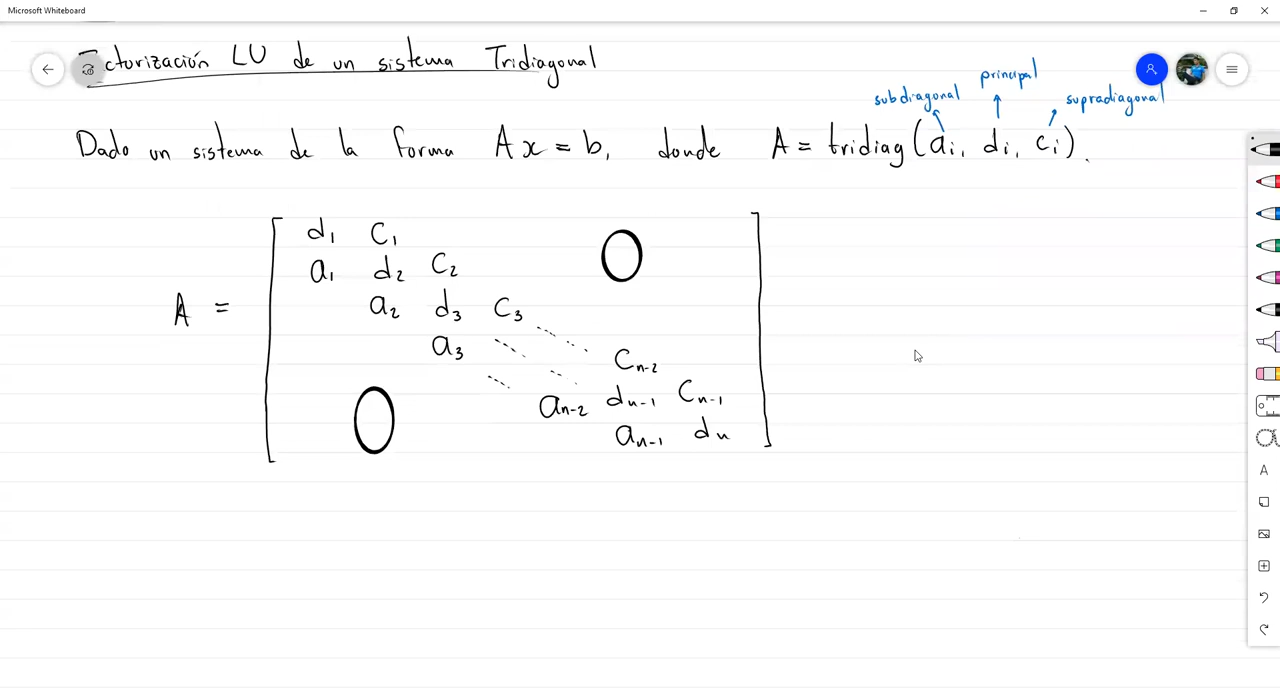 Microsoft Whiteboard
Factorización LU de un sistema Tridiagonal
subdiagonal principal supradiagonal
Dado un sistema de la forma Ax = b, donde A = tridiag(ai, di, ci).
d1 c1
a1 d2 c2
A = a2 d3 c3
a3 cn-2
an-2 dn-1 cn-1
an-1 dn
O
O
A